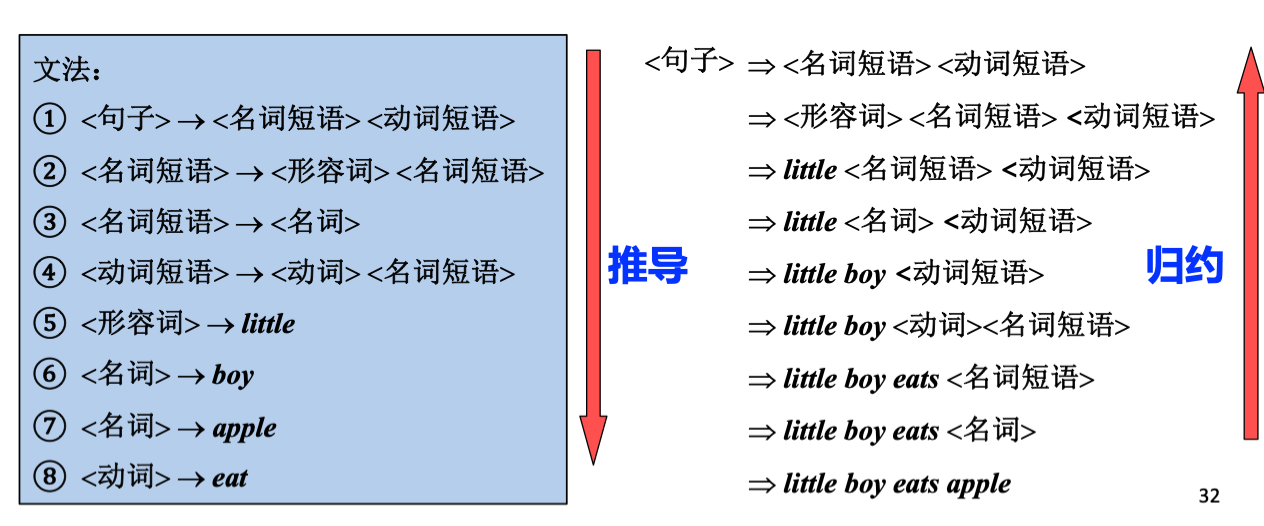 文法：
① <句子> → <名词短语> <动词短语>
② <名词短语> → <形容词> <名词短语>
③ <名词短语> → <名词>
④ <动词短语> → <动词> <名词短语>
⑤ <形容词> → little
⑥ <名词> → boy
⑦ <名词> → apple
⑧ <动词> → eat
推导
<句子> ⇒ <名词短语> <动词短语>
⇒ <形容词> <名词短语> <动词短语>
⇒ little <名词短语> <动词短语>
⇒ little <名词> <动词短语>
⇒ little boy <动词短语>
⇒ little boy <动词><名词短语>
⇒ little boy eats <名词短语>
⇒ little boy eats <名词>
⇒ little boy eats apple
归约
32